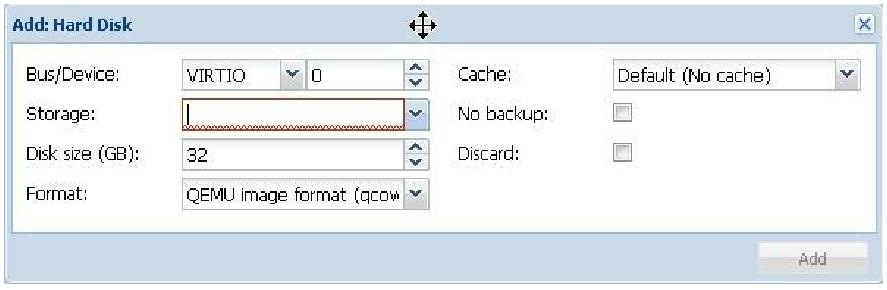 Add: Hard Disk
Bus/Device: VIRTIO 0 Cache: Default (No cache)
Storage: No backup:
Disk size (GB): 32 Discard:
Format: QEMU image format (qcow
Add